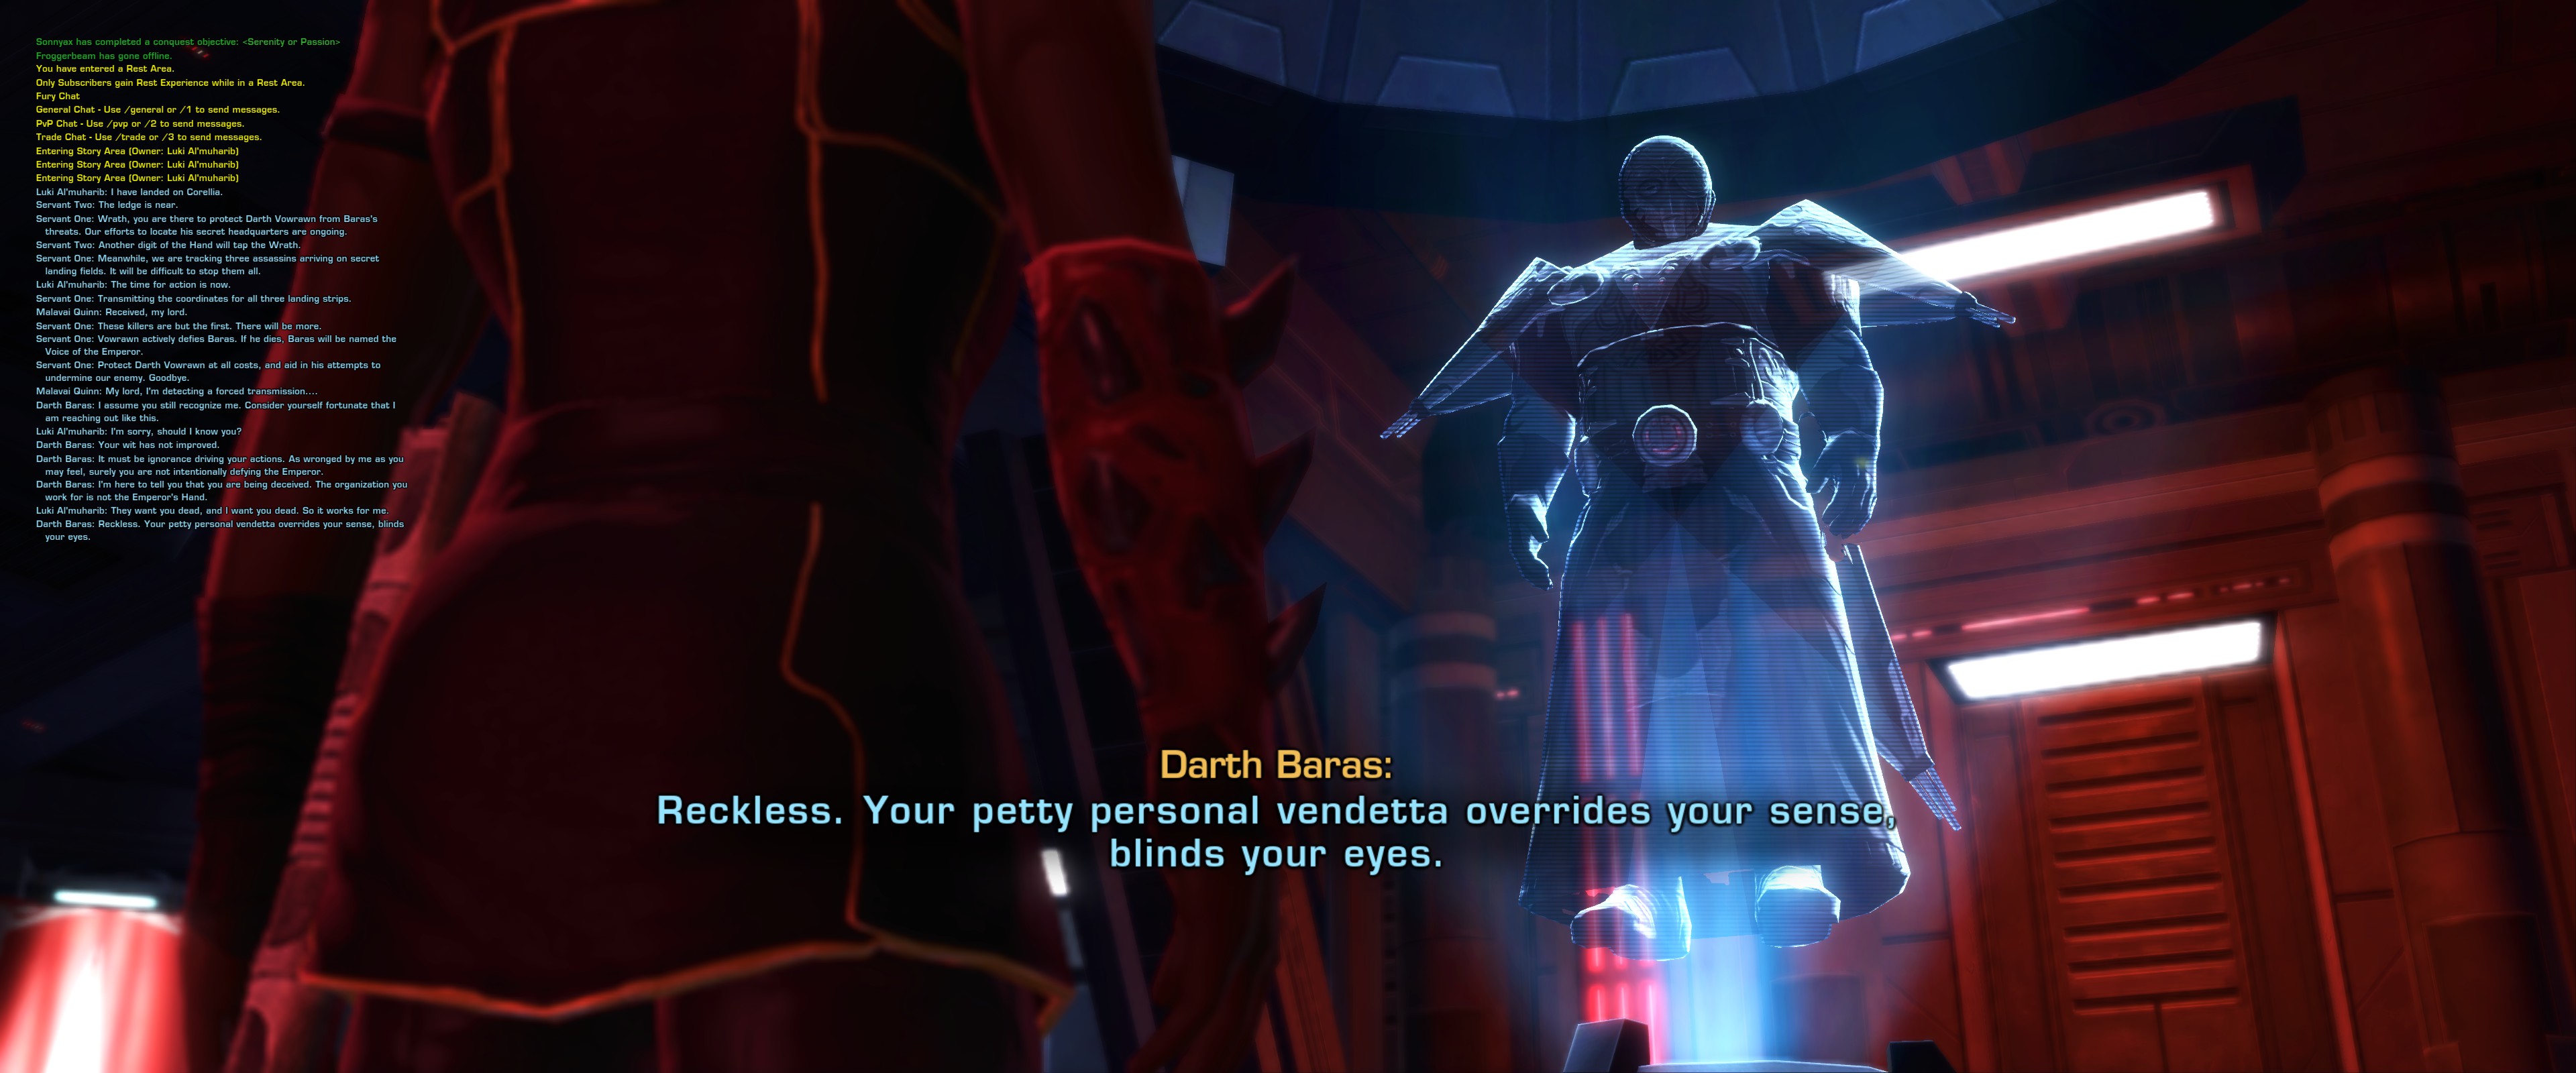 Sonnyax has completed a conquest objective: <Serenity or Passion>
Froggerbeam has gone offline.
You have entered a Rest Area.
Only Subscribers gain Rest Experience while in a Rest Area.
Fury Chat
General Chat - Use /general or /1 to send messages.
PvP Chat - Use /pvp or /2 to send messages.
Trade Chat - Use /trade or /3 to send messages.
Entering Story Area (Owner: Luki Al'muharib)
Entering Story Area (Owner: Luki Al'muharib)
Entering Story Area (Owner: Luki Al'muharib)
Luki Al'muharib: I have landed on Corellia.
Servant Two: The ledge is near.
Servant One: Wrath, you are there to protect Darth Vowrawn from Baras's
threats. Our efforts to locate his secret headquarters are ongoing.
Servant Two: Another digit of the Hand will tap the Wrath.
Servant One: Meanwhile, we are tracking three assassins arriving on secret
landing fields. It will be difficult to stop them all.
Luki Al'muharib: The time for action is now.
Servant One: Transmitting the coordinates for all three landing strips.
Malavai Quinn: Received, my lord.
Servant One: These killers are but the first. There will be more.
Servant One: Vowrawn actively defies Baras. If he dies, Baras will be named the
Voice of the Emperor.
Servant One: Protect Darth Vowrawn at all costs, and aid in his attempts to
undermine our enemy. Goodbye.
Malavai Quinn: My lord, I'm detecting a forced transmission....
Darth Baras: I assume you still recognize me. Consider yourself fortunate that I
am reaching out like this.
Luki Al'muharib: I'm sorry, should I know you?
Darth Baras: Your wit has not improved.
Darth Baras: It must be ignorance driving your actions. As wronged by me as you
may feel, surely you are not intentionally defying the Emperor.
Darth Baras: I'm here to tell you that you are being deceived. The organization you
work for is not the Emperor's Hand.
Luki Al'muharib: They want you dead, and I want you dead. So it works for me.
Darth Baras: Reckless. Your petty personal vendetta overrides your sense, blinds
your eyes.
Darth Baras:
Reckless. Your petty personal vendetta overrides your sense,
blinds your eyes.